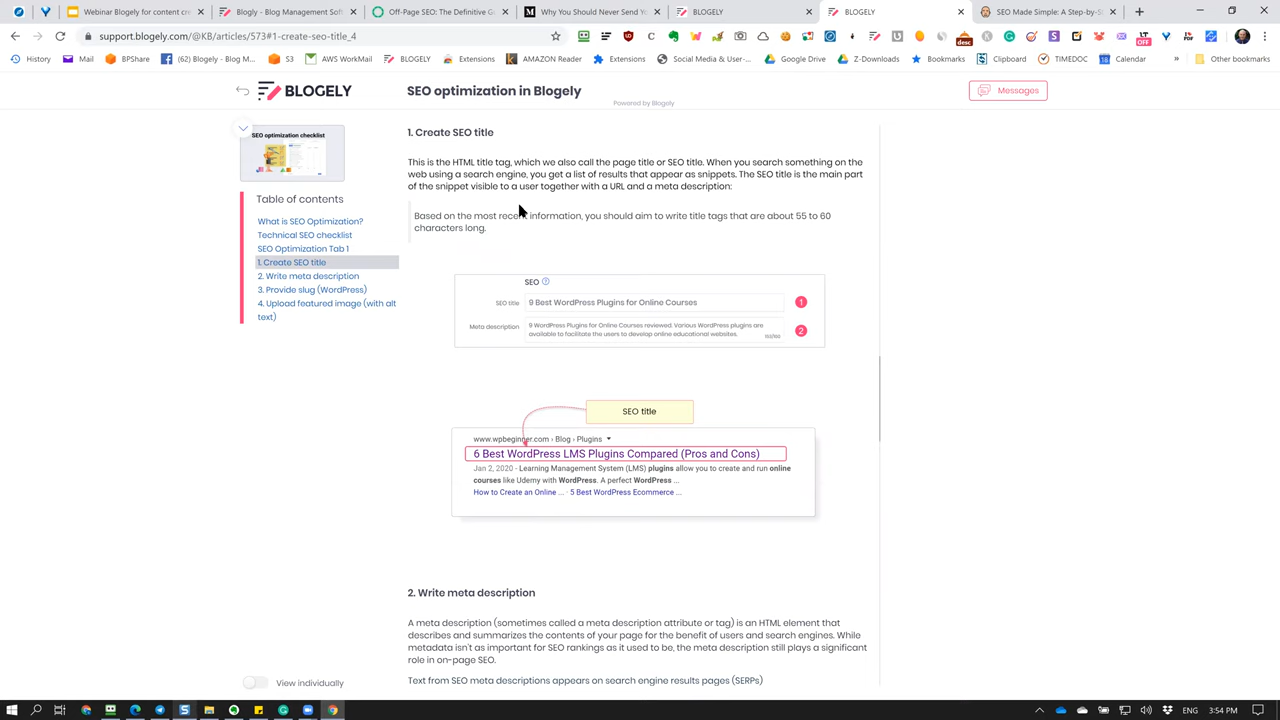 Webinar Blogely for content cre
Blogly - Blog Management Soft
Off-Page SEO: The Definitive G
Why You Should Never Send Yo
BLOGELY
BLOGELY
SEO Made Simple: A Step-by-S
support.blogely.com/@KB/articles/573#1-create-seo-title_4
History
Mail
BPShare
(62) Blogely - Blog M...
S3
AWS WorkMail
BLOGELY
Extensions
AMAZON Reader
Extensions
Social Media & User-...
Google Drive
Z-Downloads
Bookmarks
Clipboard
TIMEDOC
Calendar
»
Other bookmarks
BLOGELY
SEO optimization in Blogely
Powered by Blogely
Messages
SEO optimization checklist
Table of contents
What is SEO Optimization?
Technical SEO checklist
SEO Optimization Tab 1
1. Create SEO title
2. Write meta description
3. Provide slug (WordPress)
4. Upload featured image (with alt
text)
View individually
1. Create SEO title
This is the HTML title tag, which we also call the page title or SEO title. When you search something on the
web using a search engine, you get a list of results that appear as snippets. The SEO title is the main part
of the snippet visible to a user together with a URL and a meta description:
Based on the most recent information, you should aim to write title tags that are about 55 to 60
characters long.
SEO
SEO title
9 Best WordPress Plugins for Online Courses
1
Meta description
9 WordPress Plugins for Online Courses reviewed. Various WordPress plugins are
available to facilitate the users to develop online educational websites.
2
SEO title
www.wpbeginner.com › Blog › Plugins
6 Best WordPress LMS Plugins Compared (Pros and Cons)
Jan 2, 2020 - Learning Management System (LMS) plugins allow you to create and run online
courses like Udemy with WordPress. A perfect WordPress ...
How to Create an Online ... · 5 Best WordPress Ecommerce ...
2. Write meta description
A meta description (sometimes called a meta description attribute or tag) is an HTML element that
describes and summarizes the contents of your page for the benefit of users and search engines. While
metadata isn't as important for SEO rankings as it used to be, the meta description still plays a significant
role in on-page SEO.
Text from SEO meta descriptions appears on search engine results pages (SERPs)
ENG
3:54 PM